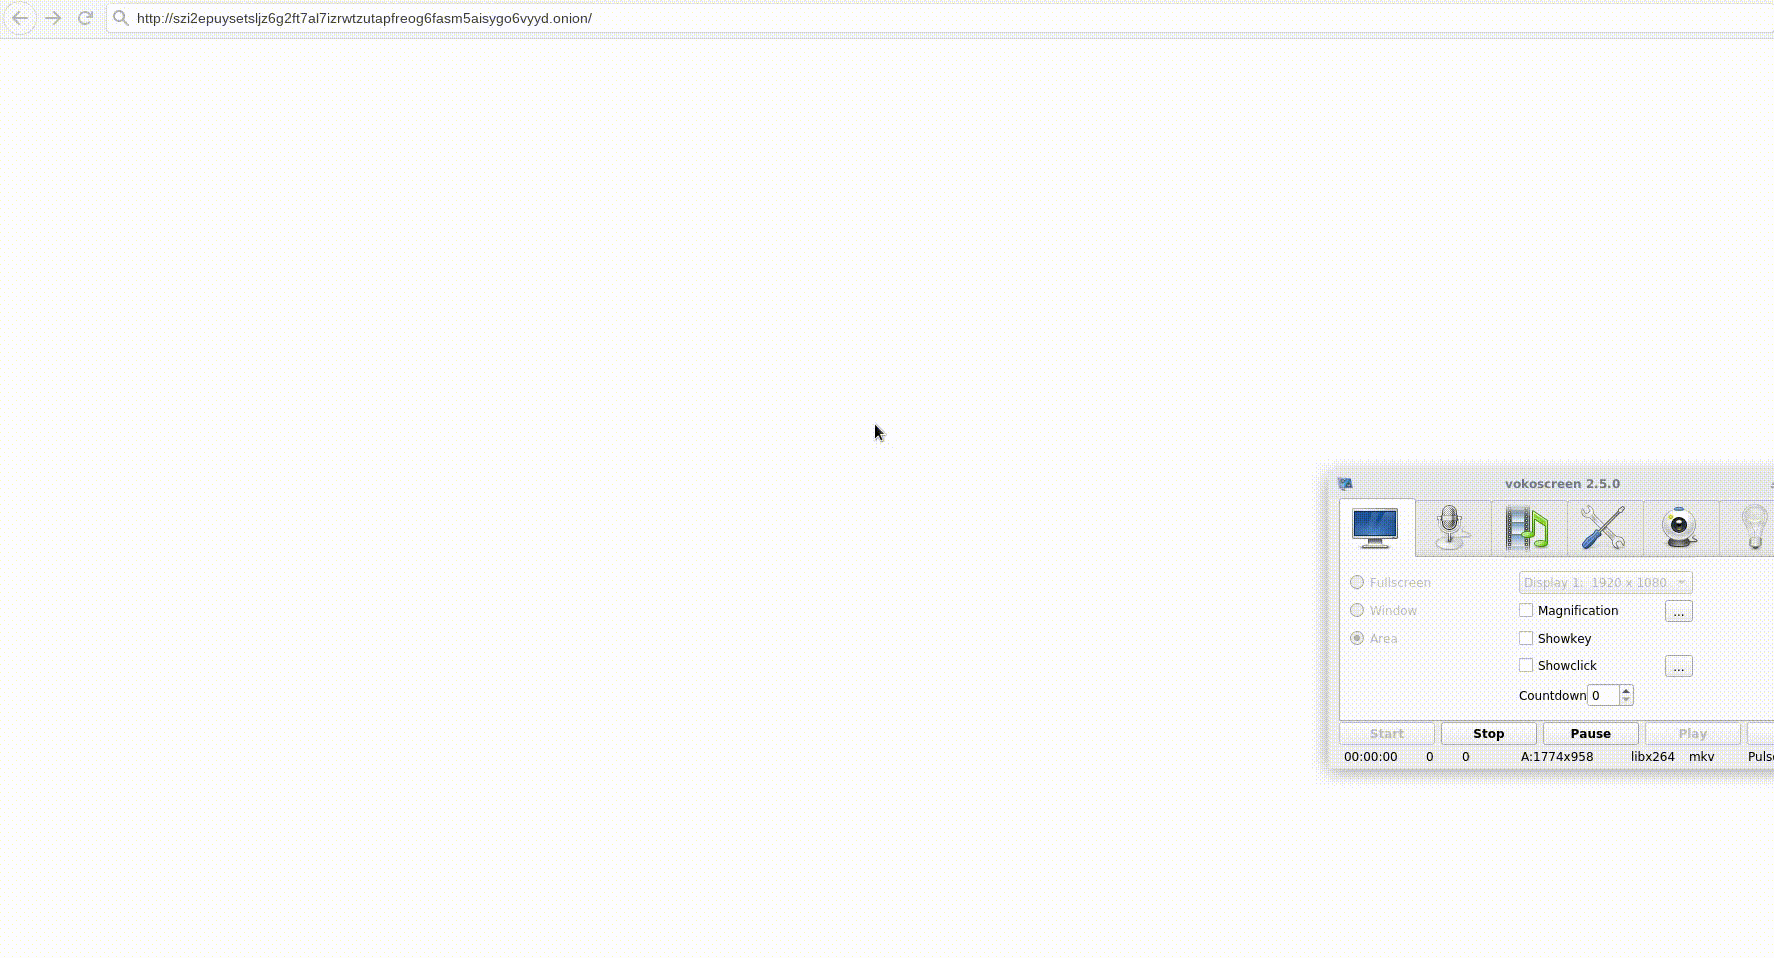 http://szi2epuysetsljz6g2ft7al7izrwtzutapfreog6fasm5aisygo6vyyd.onion/
vokoscreen 2.5.0
Fullscreen
Display 1: 1920 x 1080
Window
Magnification
...
Area
Showkey
Showclick
...
Countdown 0
Start Stop Pause Play
00:00:00 0 0 A:1774x958 libx264 mkv Puls